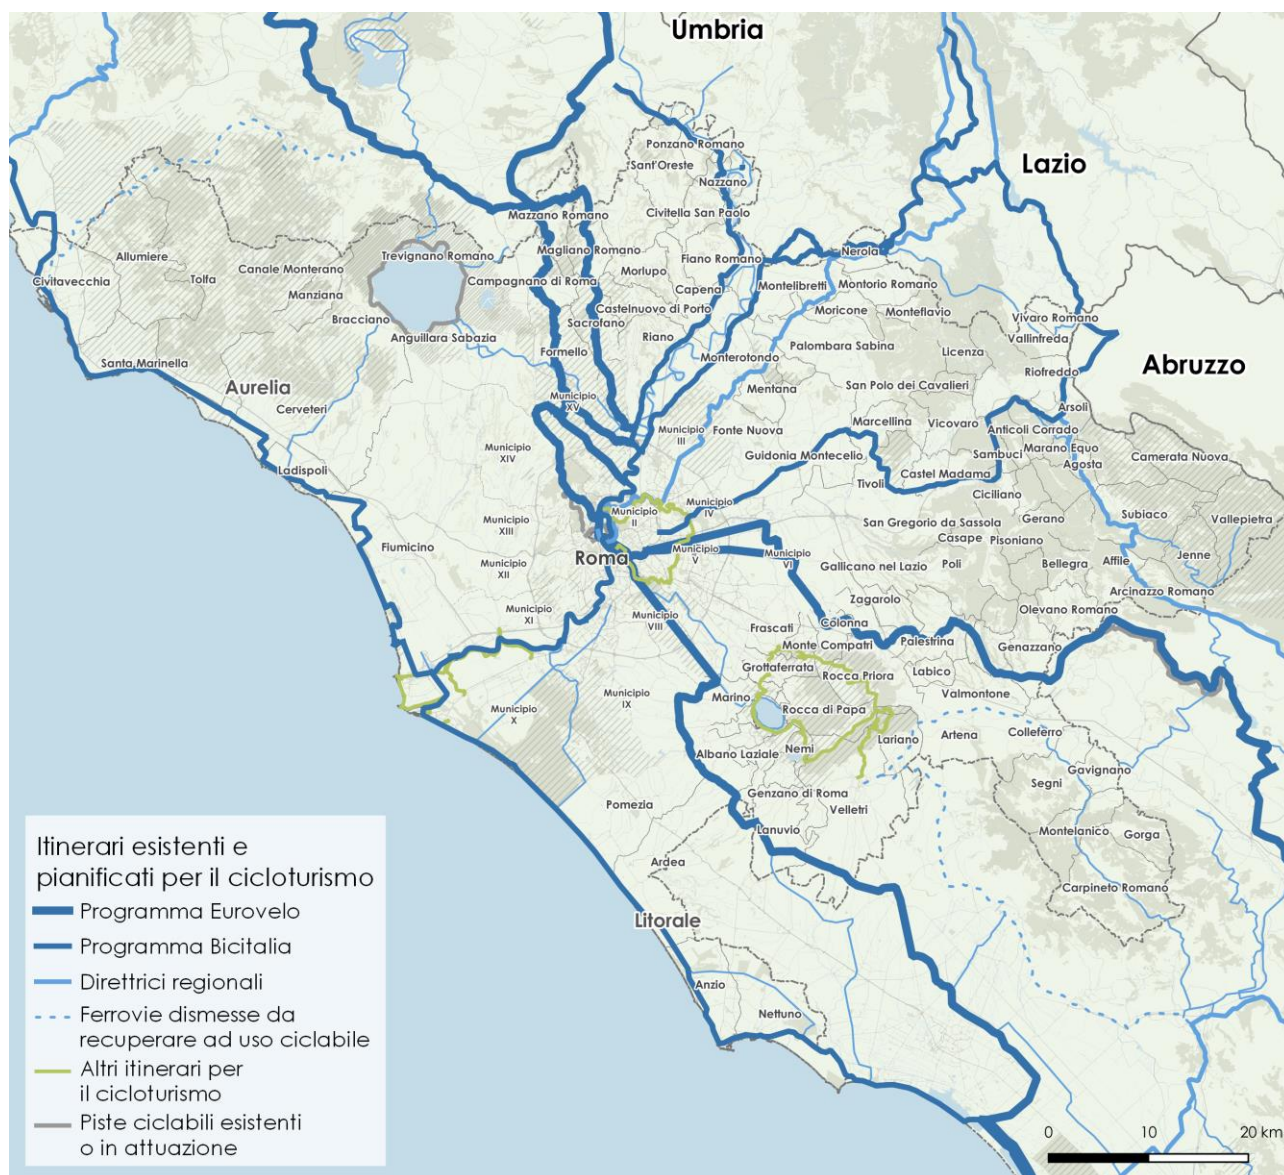 Umbria
Ponzano Romano
Sant'Oreste
Lazio
Nazzano
Mazzano Romano
Civitella San Paolo
Allumiere
Trevignano Romano
Magliano Romano
Nerola
Civitavecchia
Tolfa
Canale Monterano
Morlupo
Fiano Romano
Manziana
Campagnano di Roma
Capena
Montelibretti
Montorio Romano
Bracciano
Castelnuovo di Porto
Moricone
Monteflavio
Vivaro Romano
Sacrofano
Anguillara Sabazia
Riano
Vallinfreda
Santa Marinella
Formello
Monterotondo
Palombara Sabina
Licenza
Abruzzo
Aurelia
Riofreddo
Mentana
San Polo dei Cavalieri
Cerveteri
Municipio
XV
Arsoli
Municipio
III
Fonte Nuova
Marcellina
Vicovaro
Anticoli Corrado
Municipio
XIV
Guidonia Montecelio
Sambuci
Marano Equo
Camerata Nuova
Ladispoli
Castel Madama
Agosta
Tivoli
Ciciliano
Municipio
II
Municipio
IV
Municipio
XIII
San Gregorio da Sassola
Gerano
Subiaco
Vallepietra
Fiumicino
Casape
Pisoniano
Roma
Municipio
V
Municipio
VI
Jenne
Municipio
XII
Gallicano nel Lazio
Poli
Bellegra
Affile
Arcinazzo Romano
Zagarolo
Municipio
XI
Municipio
VIII
Olevano Romano
Frascati
Colonna
Monte Compatri
Palestrina
Genazzano
Grottaferrata
Rocca Priora
Labico
Municipio
IX
Marino
Valmontone
Municipio
X
Rocca di Papa
Lariano
Artena
Colleferro
Albano Laziale
Nemi
Gavignano
Segni
Genzano di Roma
Pomezia
Velletri
Lanuvio
Montelanico
Gorga
Ardea
Carpineto Romano
Litorale
Anzio
Nettuno
Itinerari esistenti e
pianificati per il cicloturismo
Programma Eurovelo
Programma Bicitalia
Direttrici regionali
Ferrovie dismesse da
recuperare ad uso ciclabile
Altri itinerari per
il cicloturismo
Piste ciclabili esistenti
o in attuazione
0 10 20 km